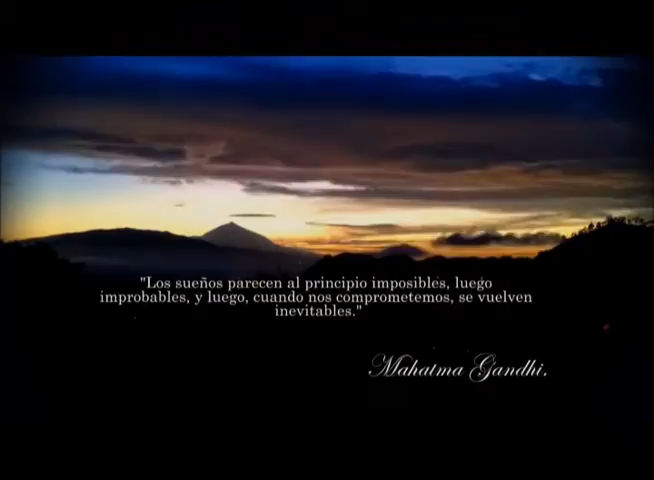 "Los sueños parecen al principio imposibles, luego
improbables, y luego, cuando nos comprometemos, se vuelven
inevitables."
Mahatma Gandhi.